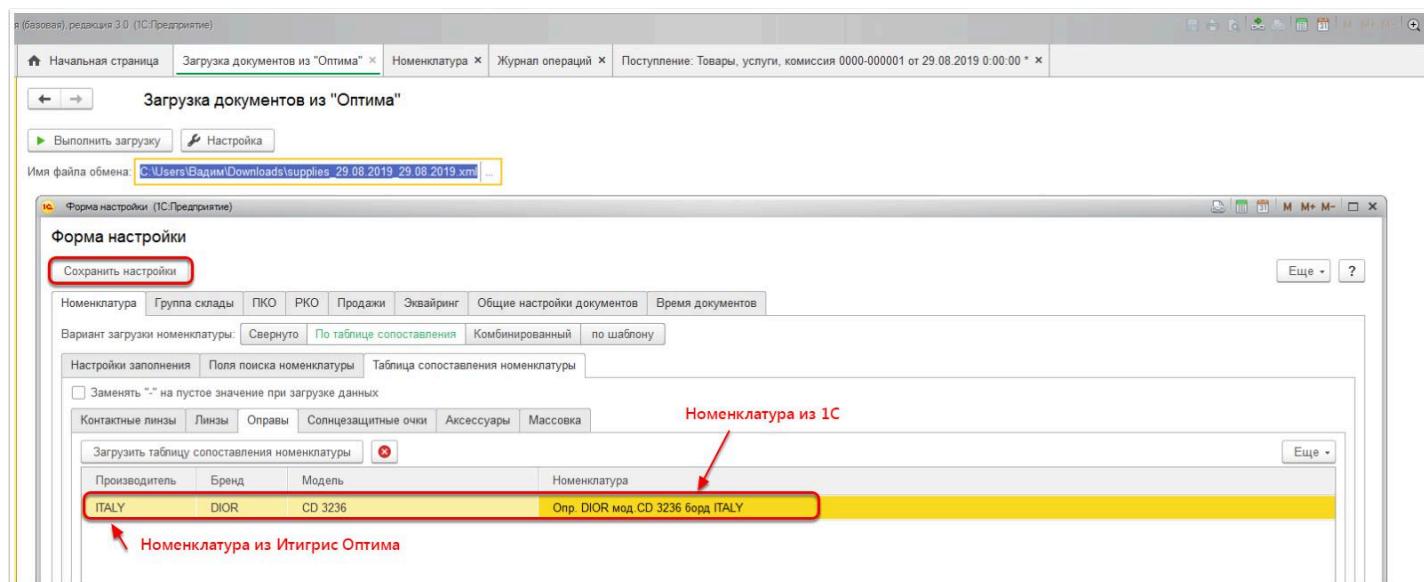 я (базовая), редакция 3.0 (1С:Предприятие)
M M+ M-
Начальная страница Загрузка документов из "Оптима" × Номенклатура × Журнал операций × Поступление: Товары, услуги, комиссия 0000-000001 от 29.08.2019 0:00:00 * ×
Загрузка документов из "Оптима"
Выполнить загрузку Настройка
Имя файла обмена: C:\Users\Вадим\Downloads\supplies_29.08.2019_29.08.2019.xml ...
Форма настройки (1С:Предприятие) 31 M M+ M-
Форма настройки
Сохранить настройки Еще ?
Номенклатура Группа склады ПКО РКО Продажи Эквайринг Общие настройки документов Время документов
Вариант загрузки номенклатуры: Свернуто По таблице сопоставления Комбинированный по шаблону
Настройки заполнения Поля поиска номенклатуры Таблица сопоставления номенклатуры
Заменять "-" на пустое значение при загрузке данных
Контактные линзы Линзы Оправы Солнцезащитные очки Аксессуары Массовка
Номенклатура из 1С
Загрузить таблицу сопоставления номенклатуры Еще
Производитель Бренд Модель Номенклатура
ITALY DIOR CD 3236 Опр. DIOR мод.CD 3236 борд ITALY
Номенклатура из Итигрис Оптима